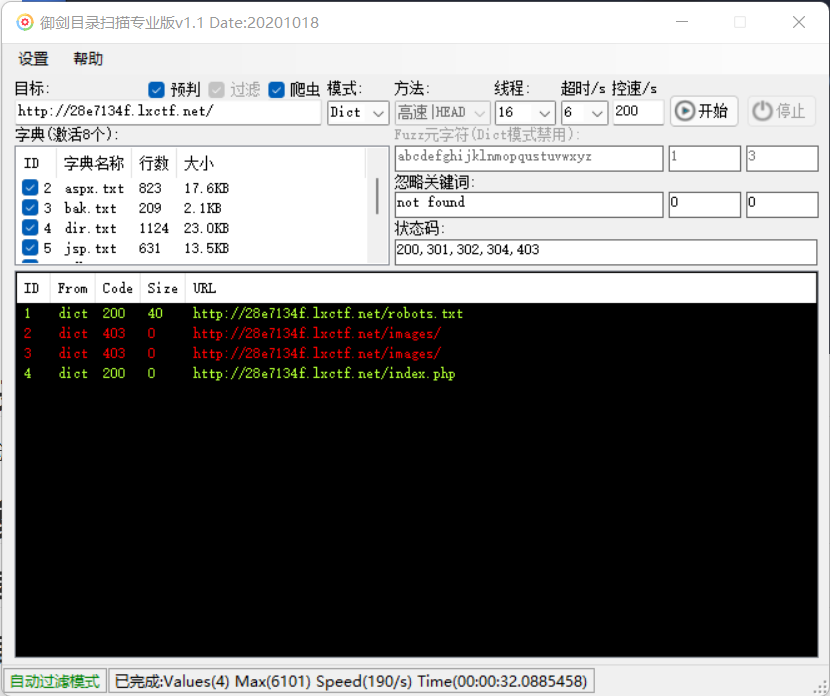 御剑目录扫描专业版v1.1 Date:20201018
设置 帮助
目标: 预判 过滤 爬虫 模式: 方法: 线程: 超时/s 控速/s
http://28e7134f.lxctf.net/ Dict 高速|HEAD 16 6 200 开始 停止
字典(激活8个): Fuzz元字符(Dict模式禁用):
abcdefghijklnmopqustuvwxyz 1 3
ID 字典名称 行数 大小
忽略关键词:
2 aspx.txt 823 17.6KB
3 bak.txt 209 2.1KB
not found 0 0
4 dir.txt 1124 23.0KB
状态码:
5 jsp.txt 631 13.5KB
200,301,302,304,403
ID From Code Size URL
1 dict 200 40 http://28e7134f.lxctf.net/robots.txt
2 dict 403 0 http://28e7134f.lxctf.net/images/
3 dict 403 0 http://28e7134f.lxctf.net/images/
4 dict 200 0 http://28e7134f.lxctf.net/index.php
自动过滤模式 已完成:Values(4) Max(6101) Speed(190/s) Time(00:00:32.0885458)